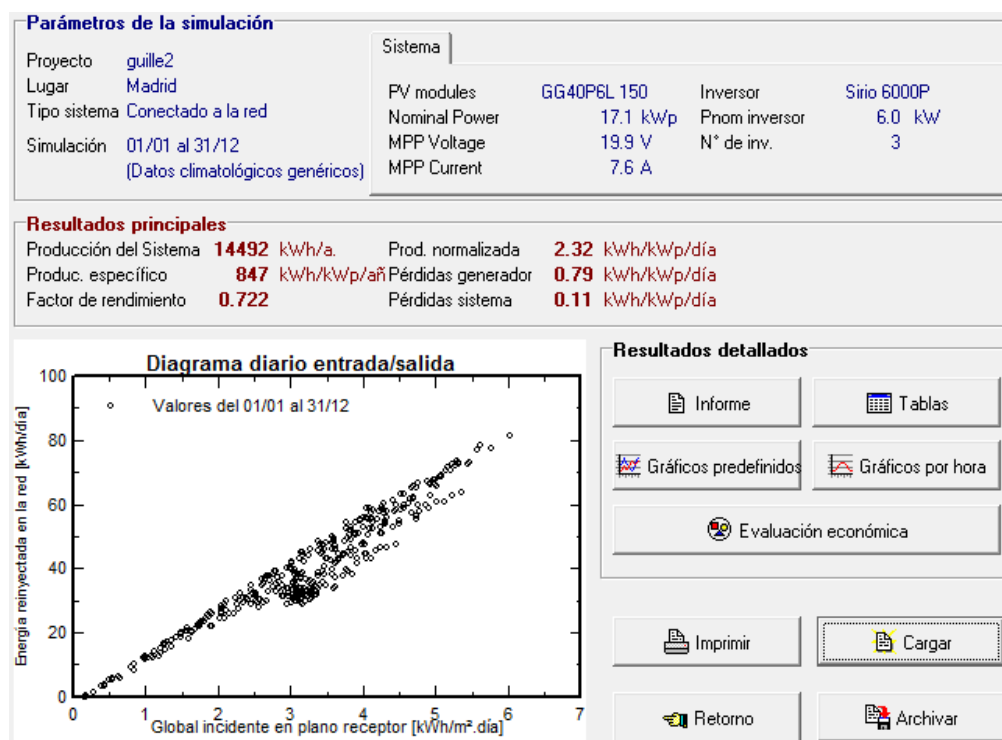 Parámetros de la simulación
Proyecto guille2
Lugar Madrid
Tipo sistema Conectado a la red
Simulación 01/01 al 31/12
(Datos climatológicos genéricos)
Sistema
PV modules GG40P6L 150 Inversor Sirio 6000P
Nominal Power 17.1 kWp Pnom inversor 6.0 kW
MPP Voltage 19.9 V N° de inv. 3
MPP Current 7.6 A
Resultados principales
Producción del Sistema 14492 kWh/a. Prod. normalizada 2.32 kWh/kWp/día
Produc. específico 847 kWh/kWp/añ Pérdidas generador 0.79 kWh/kWp/día
Factor de rendimiento 0.722 Pérdidas sistema 0.11 kWh/kWp/día
Diagrama diario entrada/salida
Valores del 01/01 al 31/12
Energía reinyectada en la red [kWh/día]
100
80
60
40
20
0
0 1 2 3 4 5 6 7
Global incidente en plano receptor [kWh/m².día]
Resultados detallados
Informe Tablas
Gráficos predefinidos Gráficos por hora
Evaluación económica
Imprimir Cargar
Retorno Archivar